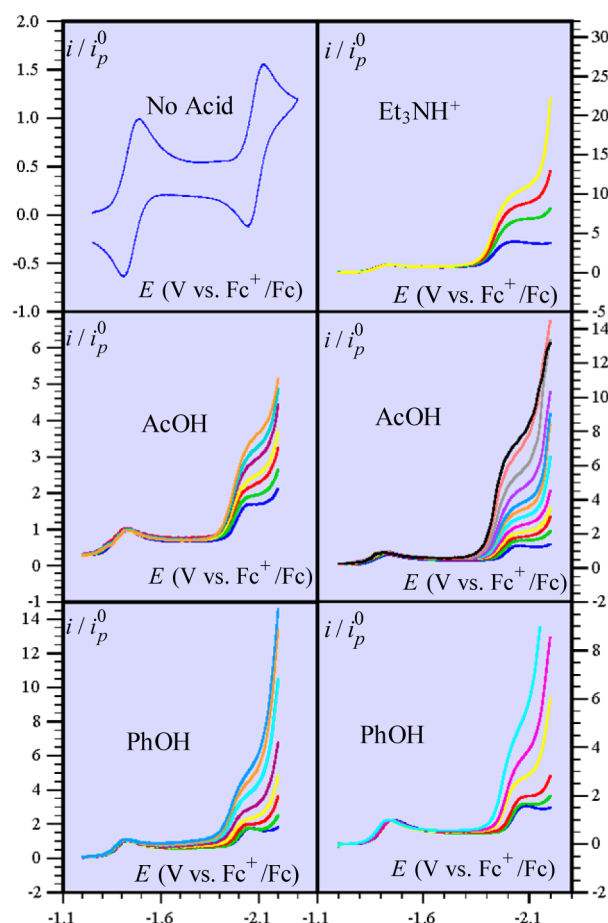 2.0
1.5
1.0
0.5
0.0
-0.5
-1.0
i / i_p^0
No Acid
E (V vs. Fc⁺/Fc)
i / i_p^0
Et₃NH⁺
E (V vs. Fc⁺/Fc)
30
25
20
15
10
5
0
-5
6
5
4
3
2
1
0
-1
i / i_p^0
AcOH
E (V vs. Fc⁺/Fc)
i / i_p^0
AcOH
E (V vs. Fc⁺/Fc)
14
12
10
8
6
4
2
0
-2
14
12
10
8
6
4
2
0
-2
i / i_p^0
PhOH
E (V vs. Fc⁺/Fc)
i / i_p^0
PhOH
E (V vs. Fc⁺/Fc)
8
6
4
2
0
-2
-1.1
-1.6
-2.1
-1.1
-1.6
-2.1